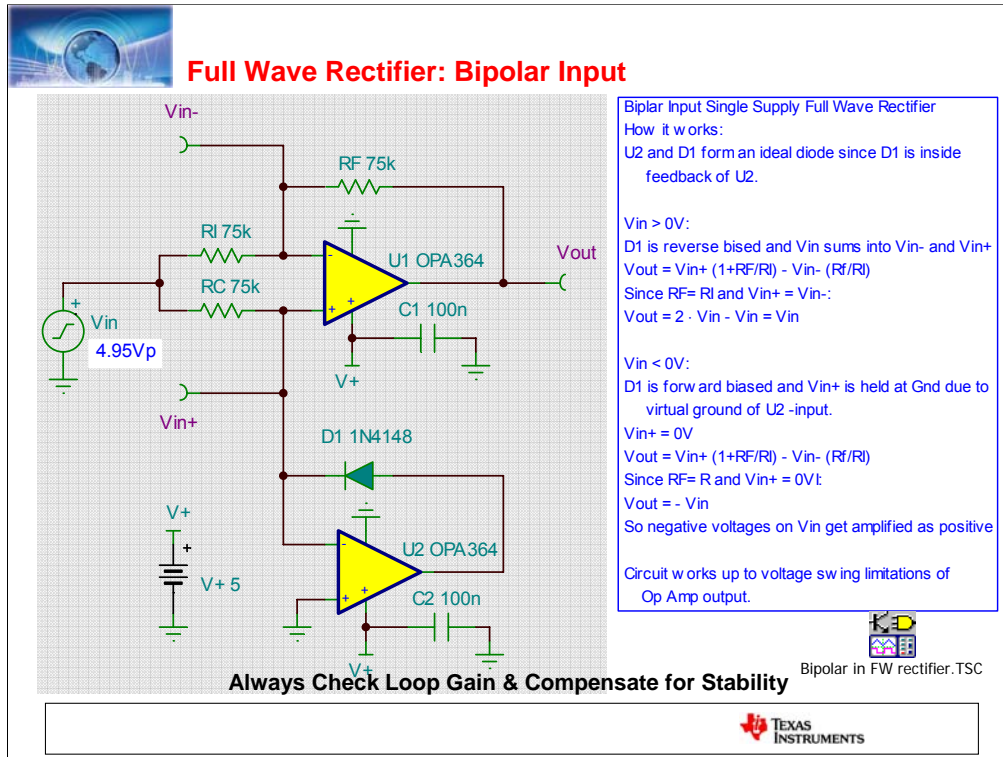 Full Wave Rectifier: Bipolar Input
Vin-
RF 75k
RI 75k
U1 OPA364
Vout
RC 75k
C1 100n
+
Vin
4.95Vp
V+
Vin+
D1 1N4148
V+
+
V+ 5
U2 OPA364
C2 100n
V+
Biplar Input Single Supply Full Wave Rectifier
How it works:
U2 and D1 form an ideal diode since D1 is inside
feedback of U2.
Vin > 0V:
D1 is reverse bised and Vin sums into Vin- and Vin+
Vout = Vin+ (1+RF/RI) - Vin- (Rf/RI)
Since RF= RI and Vin+ = Vin-:
Vout = 2 · Vin - Vin = Vin
Vin < 0V:
D1 is forward biased and Vin+ is held at Gnd due to
virtual ground of U2 -input.
Vin+ = 0V
Vout = Vin+ (1+RF/RI) - Vin- (Rf/RI)
Since RF= R and Vin+ = 0VI:
Vout = - Vin
So negative voltages on Vin get amplified as positive
Circuit works up to voltage swing limitations of
Op Amp output.
Bipolar in FW rectifier.TSC
Always Check Loop Gain & Compensate for Stability
TEXAS
INSTRUMENTS